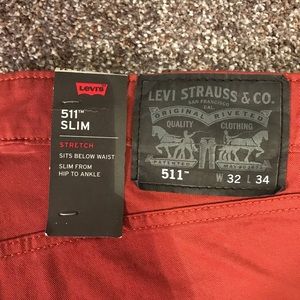 Levi's
511™
SLIM
STRETCH
SITS BELOW WAIST
SLIM FROM
HIP TO ANKLE
LEVI STRAUSS & CO.
SAN FRANCISCO
CAL.
ORIGINAL RIVETED
QUALITY CLOTHING
511™ W 32 L 34